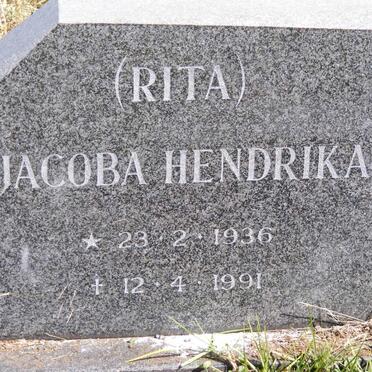 (RITA)
JACOBA HENDRIKA
★ 23·2·1936
† 12·4·1991